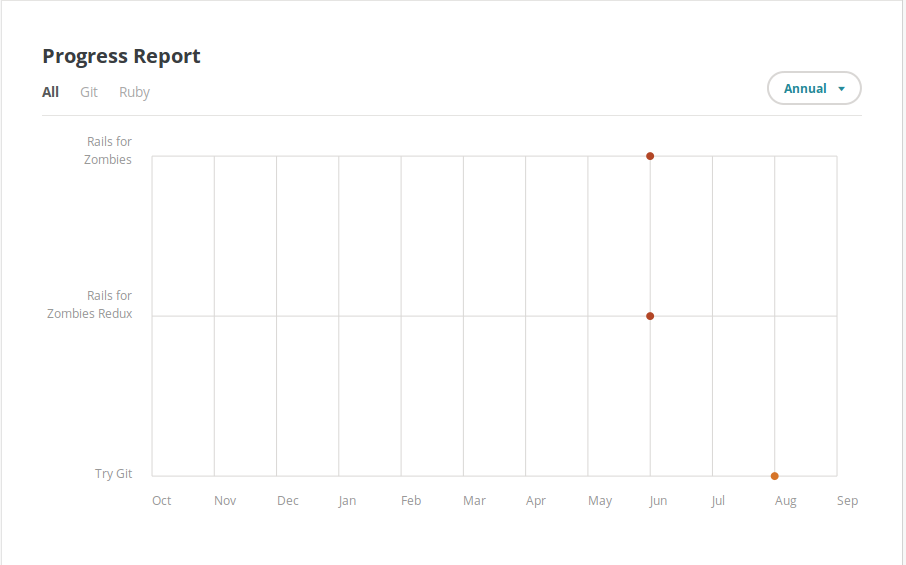 Progress Report
All Git Ruby
Annual
Rails for
Zombies
Rails for
Zombies Redux
Try Git
Oct Nov Dec Jan Feb Mar Apr May Jun Jul Aug Sep